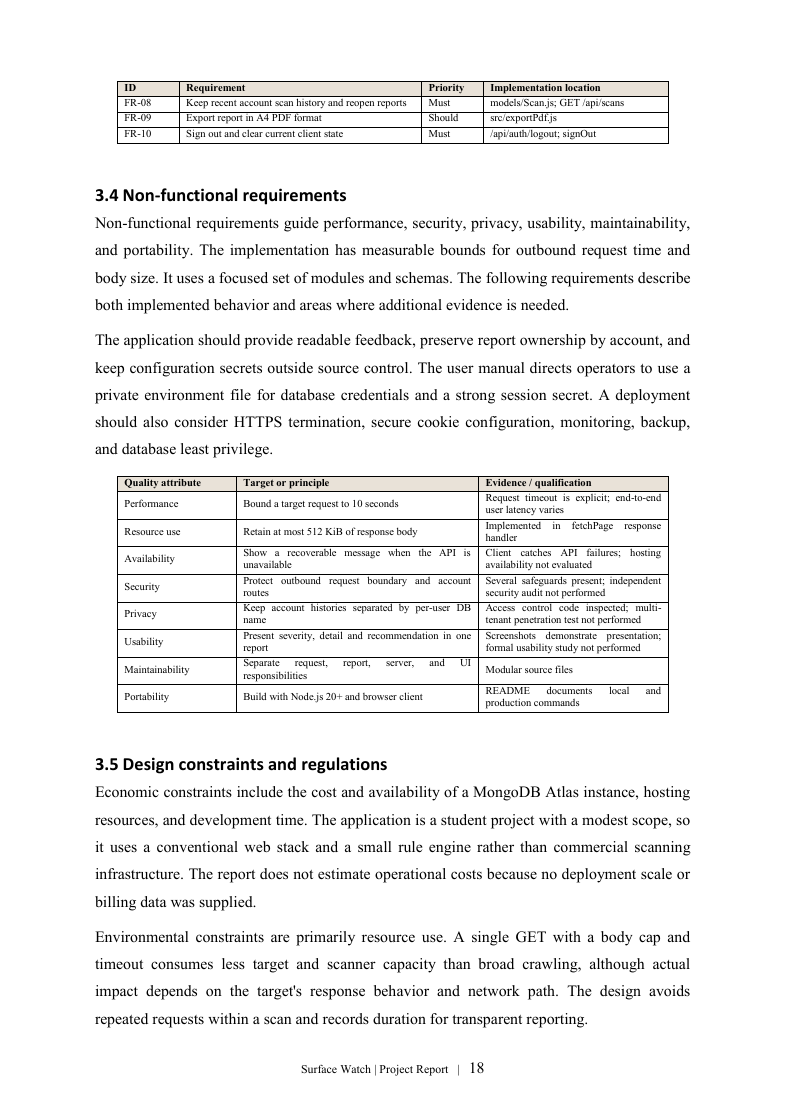 ID Requirement Priority Implementation location
FR-08 Keep recent account scan history and reopen reports Must models/Scan.js; GET /api/scans
FR-09 Export report in A4 PDF format Should src/exportPdf.js
FR-10 Sign out and clear current client state Must /api/auth/logout; signOut
3.4 Non-functional requirements
Non-functional requirements guide performance, security, privacy, usability, maintainability,
and portability. The implementation has measurable bounds for outbound request time and
body size. It uses a focused set of modules and schemas. The following requirements describe
both implemented behavior and areas where additional evidence is needed.
The application should provide readable feedback, preserve report ownership by account, and
keep configuration secrets outside source control. The user manual directs operators to use a
private environment file for database credentials and a strong session secret. A deployment
should also consider HTTPS termination, secure cookie configuration, monitoring, backup,
and database least privilege.
Quality attribute Target or principle Evidence / qualification
Performance Bound a target request to 10 seconds Request timeout is explicit; end-to-end
user latency varies
Resource use Retain at most 512 KiB of response body Implemented in fetchPage response
handler
Availability Show a recoverable message when the API is
unavailable Client catches API failures; hosting
availability not evaluated
Security Protect outbound request boundary and account
routes Several safeguards present; independent
security audit not performed
Privacy Keep account histories separated by per-user DB
name Access control code inspected; multi-
tenant penetration test not performed
Usability Present severity, detail and recommendation in one
report Screenshots demonstrate presentation;
formal usability study not performed
Maintainability Separate request, report, server, and UI
responsibilities Modular source files
Portability Build with Node.js 20+ and browser client README documents local and
production commands
3.5 Design constraints and regulations
Economic constraints include the cost and availability of a MongoDB Atlas instance, hosting
resources, and development time. The application is a student project with a modest scope, so
it uses a conventional web stack and a small rule engine rather than commercial scanning
infrastructure. The report does not estimate operational costs because no deployment scale or
billing data was supplied.
Environmental constraints are primarily resource use. A single GET with a body cap and
timeout consumes less target and scanner capacity than broad crawling, although actual
impact depends on the target's response behavior and network path. The design avoids
repeated requests within a scan and records duration for transparent reporting.
Surface Watch | Project Report | 18